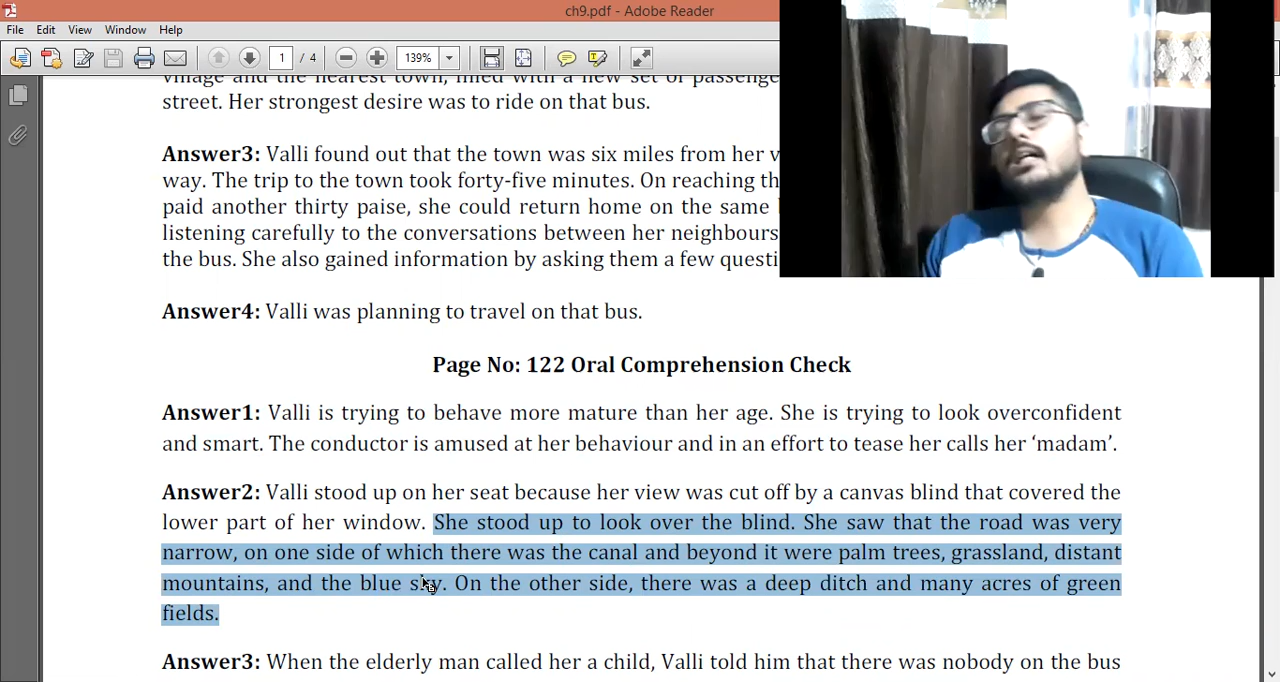 ch9.pdf - Adobe Reader
File Edit View Window Help
1 / 4 139%
village and the nearest town, filled with a new set of passenge
street. Her strongest desire was to ride on that bus.
Answer3: Valli found out that the town was six miles from her v
way. The trip to the town took forty-five minutes. On reaching th
paid another thirty paise, she could return home on the same
listening carefully to the conversations between her neighbours
the bus. She also gained information by asking them a few questi
Answer4: Valli was planning to travel on that bus.
Page No: 122 Oral Comprehension Check
Answer1: Valli is trying to behave more mature than her age. She is trying to look overconfident
and smart. The conductor is amused at her behaviour and in an effort to tease her calls her ‘madam’.
Answer2: Valli stood up on her seat because her view was cut off by a canvas blind that covered the
lower part of her window. She stood up to look over the blind. She saw that the road was very
narrow, on one side of which there was the canal and beyond it were palm trees, grassland, distant
mountains, and the blue sky. On the other side, there was a deep ditch and many acres of green
fields.
Answer3: When the elderly man called her a child, Valli told him that there was nobody on the bus